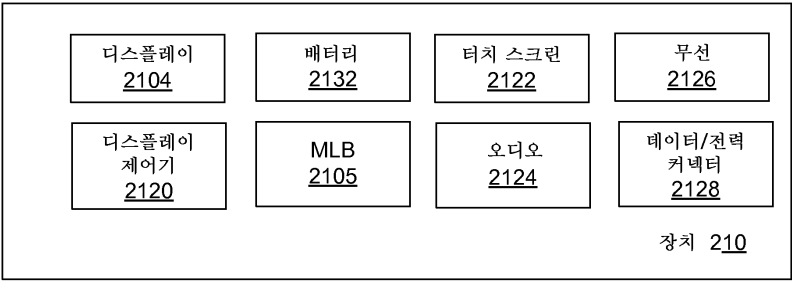 디스플레이
2104
배터리
2132
터치 스크린
2122
무선
2126
디스플레이
제어기
2120
MLB
2105
오디오
2124
데이터/전력
커넥터
2128
장치 210